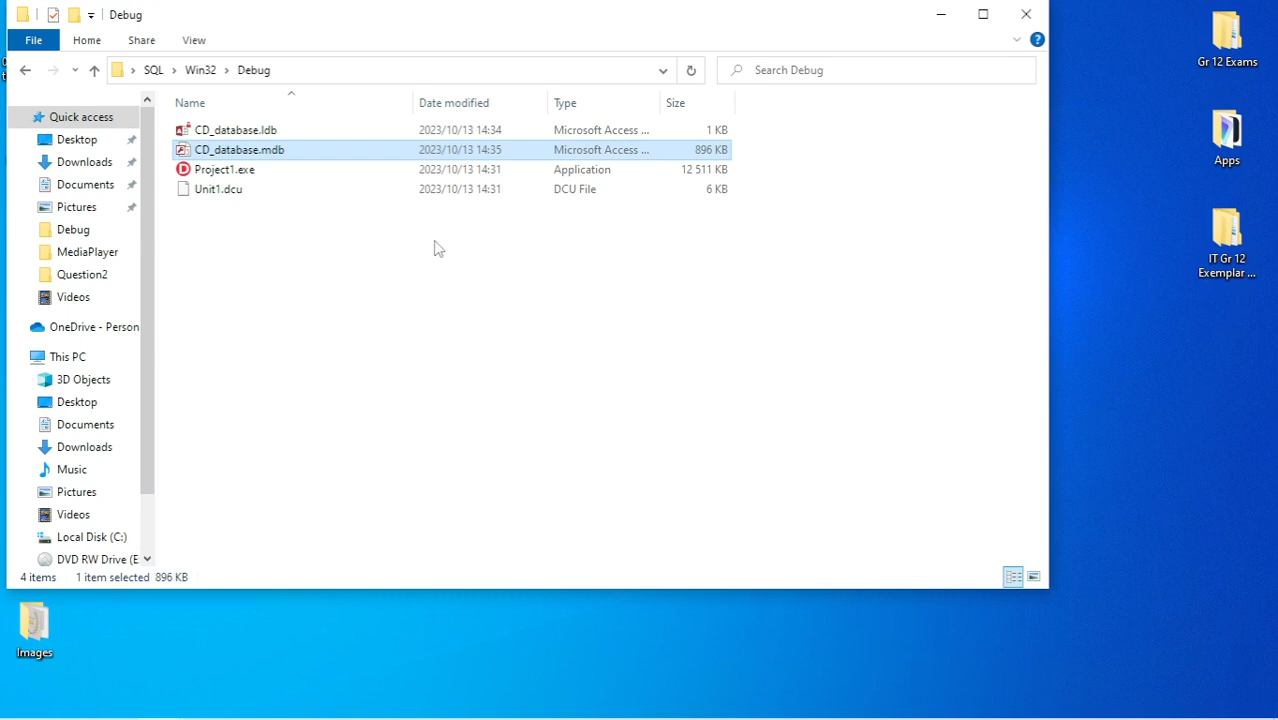 Debug
File Home Share View
SQL Win32 Debug Search Debug
Name Date modified Type Size
CD_database.ldb 2023/10/13 14:34 Microsoft Access ... 1 KB
CD_database.mdb 2023/10/13 14:35 Microsoft Access ... 896 KB
Project1.exe 2023/10/13 14:31 Application 12 511 KB
Unit1.dcu 2023/10/13 14:31 DCU File 6 KB
Quick access
Desktop
Downloads
Documents
Pictures
Debug
MediaPlayer
Question2
Videos
OneDrive - Person
This PC
3D Objects
Desktop
Documents
Downloads
Music
Pictures
Videos
Local Disk (C:)
DVD RW Drive (E
4 items 1 item selected 896 KB
Gr 12 Exams
Apps
IT Gr 12
Exemplar ...
Images